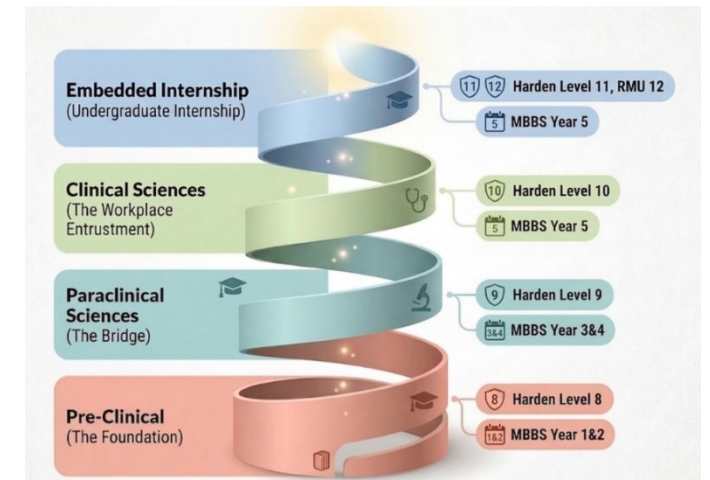 Embedded Internship
(Undergraduate Internship)
11 12 Harden Level 11, RMU 12
5 MBBS Year 5
Clinical Sciences
(The Workplace
Entrustment)
10 Harden Level 10
5 MBBS Year 5
Paraclinical
Sciences
(The Bridge)
9 Harden Level 9
3&4 MBBS Year 3&4
Pre-Clinical
(The Foundation)
8 Harden Level 8
1&2 MBBS Year 1&2